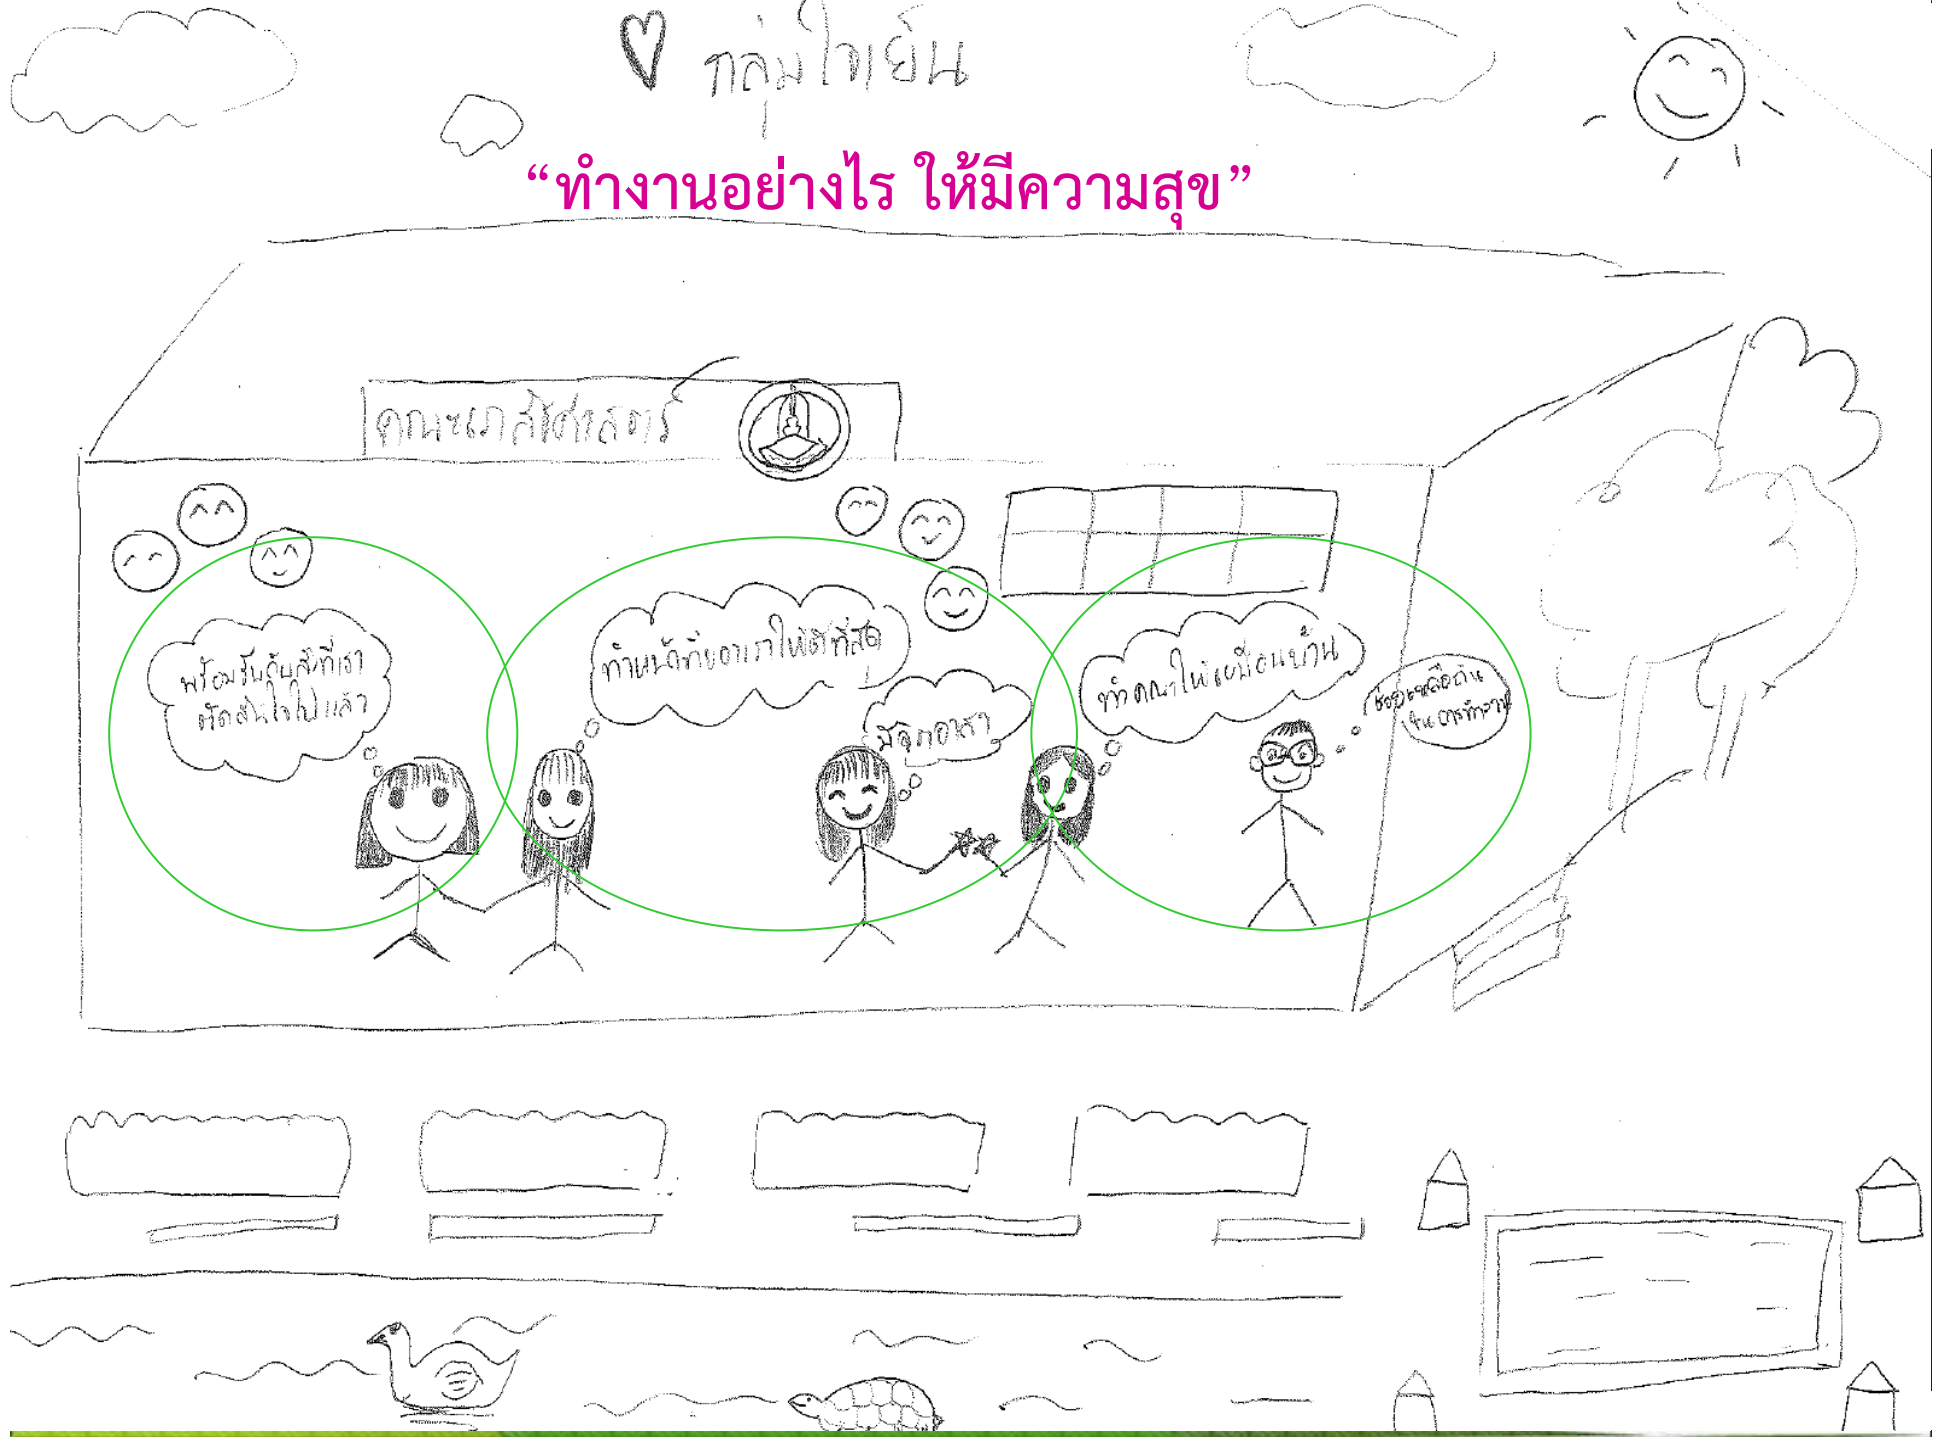 กลุ่มใจเย็น
“ทำงานอย่างไร ให้มีความสุข”
คณะเภสัชศาสตร์
พร้อมรับกับสิ่งที่เรา
ตัดสินใจไปแล้ว
ทำหน้าที่ของเราให้ดีที่สุด
มีจิตอาสา
ทำคณะให้เหมือนบ้าน
ช่วยเหลือกัน
ในการทำงาน